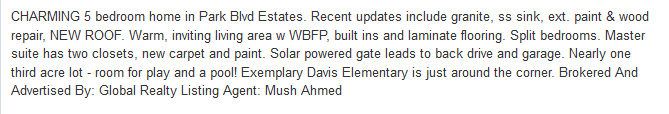 CHARMING 5 bedroom home in Park Blvd Estates. Recent updates include granite, ss sink, ext. paint & wood
repair, NEW ROOF. Warm, inviting living area w WBFP, built ins and laminate flooring. Split bedrooms. Master
suite has two closets, new carpet and paint. Solar powered gate leads to back drive and garage. Nearly one
third acre lot - room for play and a pool! Exemplary Davis Elementary is just around the corner. Brokered And
Advertised By: Global Realty Listing Agent: Mush Ahmed